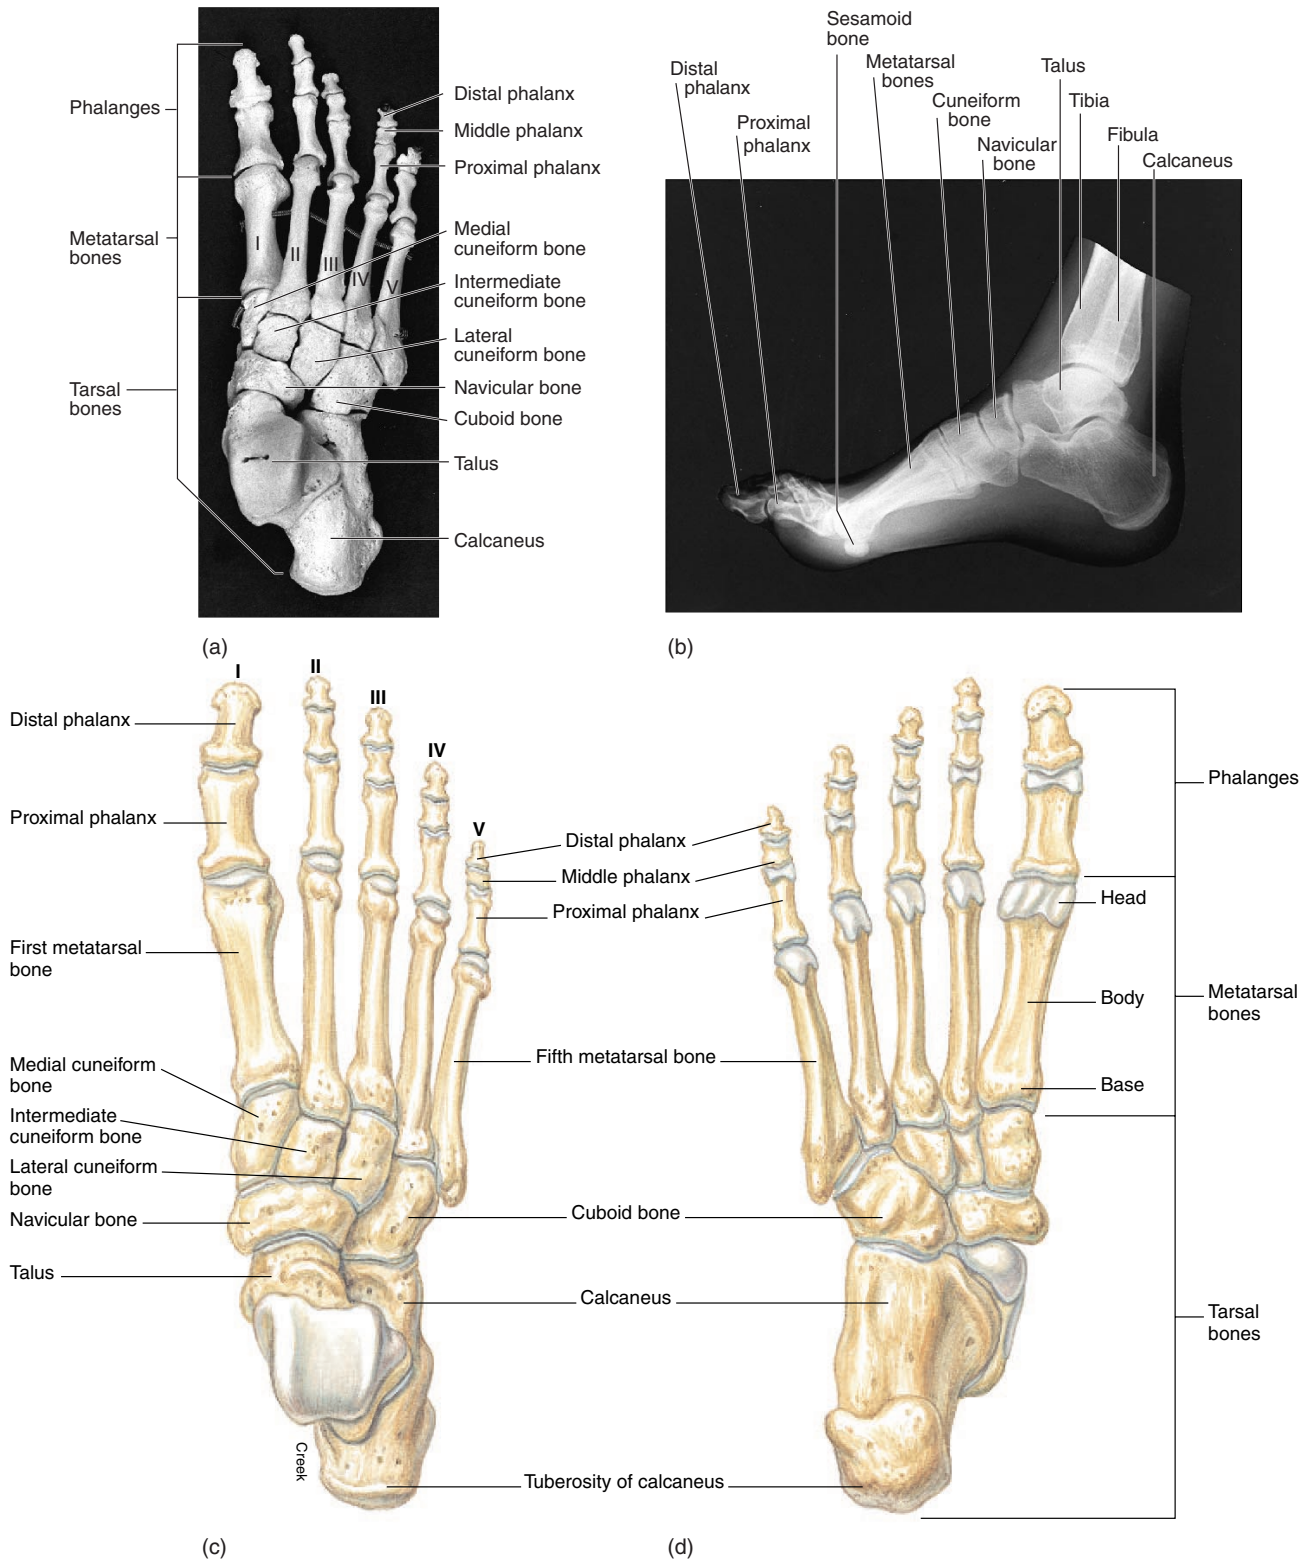 Phalanges
Metatarsal
bones
Tarsal
bones
I
II
III
IV
V
Distal phalanx
Middle phalanx
Proximal phalanx
Medial
cuneiform bone
Intermediate
cuneiform bone
Lateral
cuneiform bone
Navicular bone
Cuboid bone
Talus
Calcaneus
(a)
Distal
phalanx
Proximal
phalanx
Sesamoid
bone
Metatarsal
bones
Cuneiform
bone
Navicular
bone
Talus
Tibia
Fibula
Calcaneus
(b)
I
II
III
IV
V
Distal phalanx
Proximal phalanx
First metatarsal
bone
Medial cuneiform
bone
Intermediate
cuneiform bone
Lateral cuneiform
bone
Navicular bone
Talus
Creek
(c)
Distal phalanx
Middle phalanx
Proximal phalanx
Fifth metatarsal bone
Cuboid bone
Calcaneus
Tuberosity of calcaneus
Phalanges
Head
Body
Metatarsal
bones
Base
Tarsal
bones
(d)